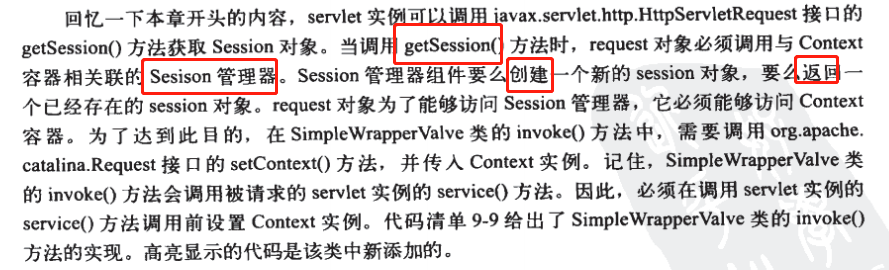 回忆一下本章开头的内容，servlet 实例可以调用 javax.servlet.http.HttpServletRequest 接口的
getSession() 方法获取 Session 对象。当调用 getSession() 方法时，request 对象必须调用与 Context
容器相关联的 Sesison 管理器。Session 管理器组件要么创建一个新的 session 对象，要么返回一
个已经存在的 session 对象。request 对象为了能够访问 Session 管理器，它必须能够访问 Context
容器。为了达到此目的，在 SimpleWrapperValve 类的 invoke() 方法中，需要调用 org.apache.
catalina.Request 接口的 setContext() 方法，并传入 Context 实例。记住，SimpleWrapperValve 类
的 invoke() 方法会调用被请求的 servlet 实例的 service() 方法。因此，必须在调用 servlet 实例的
service() 方法调用前设置 Context 实例。代码清单 9-9 给出了 SimpleWrapperValve 类的 invoke()
方法的实现。高亮显示的代码是该类中新添加的。